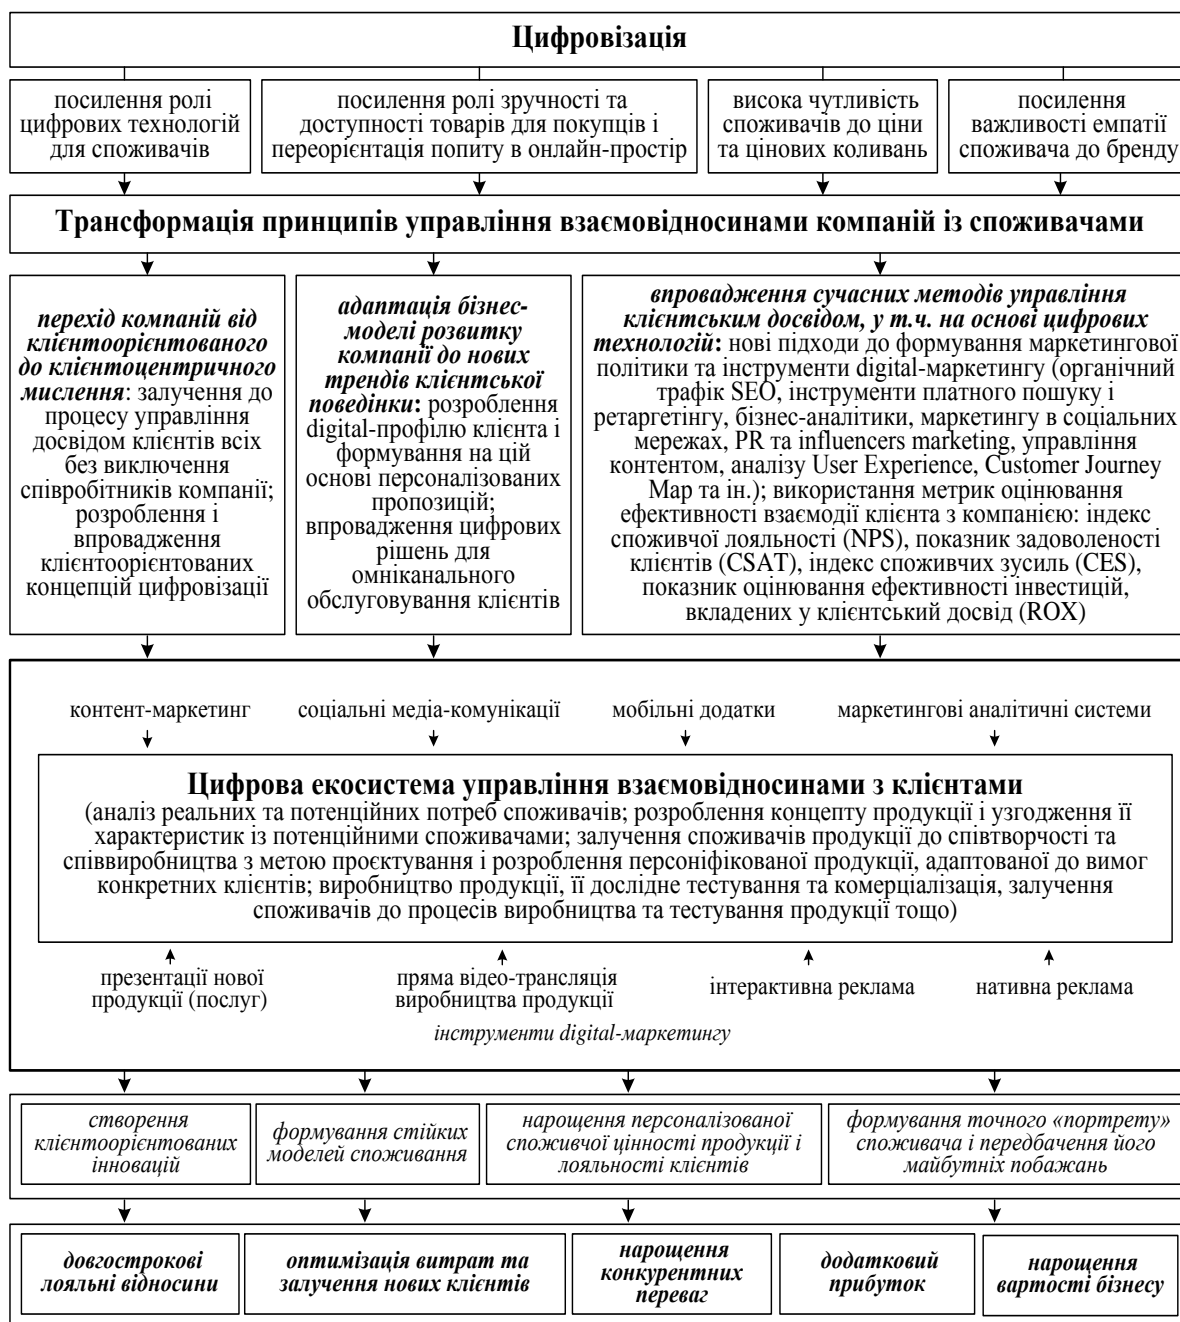 Цифровізація
посилення ролі
цифрових технологій
для споживачів
посилення ролі зручності та
доступності товарів для покупців і
переорієнтація попиту в онлайн-простір
висока чутливість
споживачів до ціни
та цінових коливань
посилення
важливості емпатії
споживача до бренду
Трансформація принципів управління взаємовідносинами компаній із споживачами
перехід компаній від
клієнтоорієнтованого
до клієнтоцентричного
мислення: залучення до
процесу управління
досвідом клієнтів всіх
без виключення
співробітників компанії;
розроблення і
впровадження
клієнтоорієнтованих
концепцій цифровізації
адаптація бізнес-
моделі розвитку
компанії до нових
трендів клієнтської
поведінки: розроблення
digital-профілю клієнта і
формування на цій
основі персоналізованих
пропозицій;
впровадження цифрових
рішень для
омніканального
обслуговування клієнтів
впровадження сучасних методів управління
клієнтським досвідом, у т.ч. на основі цифрових
технологій: нові підходи до формування маркетингової
політики та інструменти digital-маркетингу (органічний
трафік SEO, інструменти платного пошуку і
ретаргетінгу, бізнес-аналітики, маркетингу в соціальних
мережах, PR та influencers marketing, управління
контентом, аналізу User Experience, Customer Journey
Map та ін.); використання метрик оцінювання
ефективності взаємодії клієнта з компанією: індекс
споживчої лояльності (NPS), показник задоволеності
клієнтів (CSAT), індекс споживчих зусиль (CES),
показник оцінювання ефективності інвестицій,
вкладених у клієнтський досвід (ROX)
контент-маркетинг
соціальні медіа-комунікації
мобільні додатки
маркетингові аналітичні системи
Цифрова екосистема управління взаємовідносинами з клієнтами
(аналіз реальних та потенційних потреб споживачів; розроблення концепту продукції і узгодження її
характеристик із потенційними споживачами; залучення споживачів продукції до співтворчості та
співвиробництва з метою проєктування і розроблення персоніфікованої продукції, адаптованої до вимог
конкретних клієнтів; виробництво продукції, її дослідне тестування та комерціалізація, залучення
споживачів до процесів виробництва та тестування продукції тощо)
презентації нової
продукції (послуг)
пряма відео-трансляція
виробництва продукції
інтерактивна реклама
нативна реклама
інструменти digital-маркетингу
створення
клієнтоорієнтованих
інновацій
формування стійких
моделей споживання
нарощення персоналізованої
споживчої цінності продукції і
лояльності клієнтів
формування точного «портрету»
споживача і передбачення його
майбутніх побажань
довгострокові
лояльні відносини
оптимізація витрат та
залучення нових клієнтів
нарощення
конкурентних
переваг
додатковий
прибуток
нарощення
вартості бізнесу